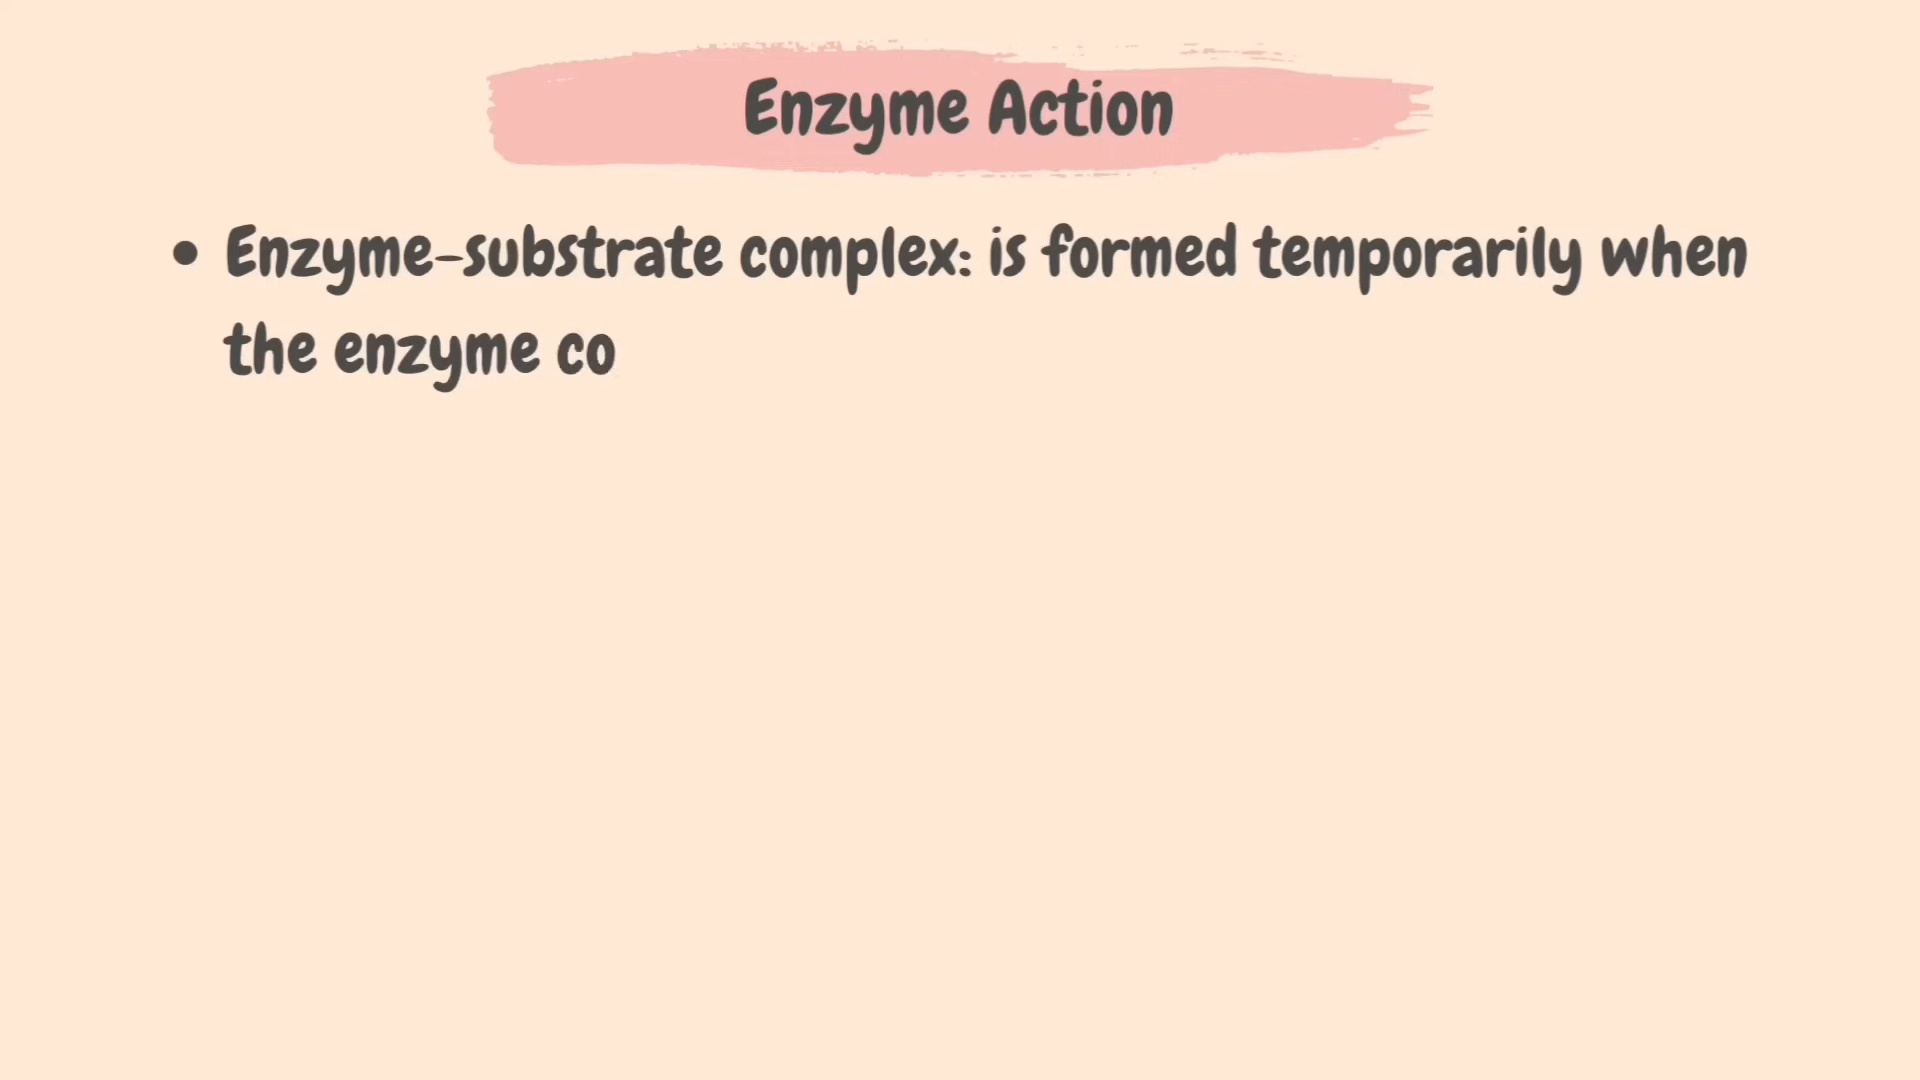 Enzyme Action
• Enzyme-substrate complex: is formed temporarily when
the enzyme co